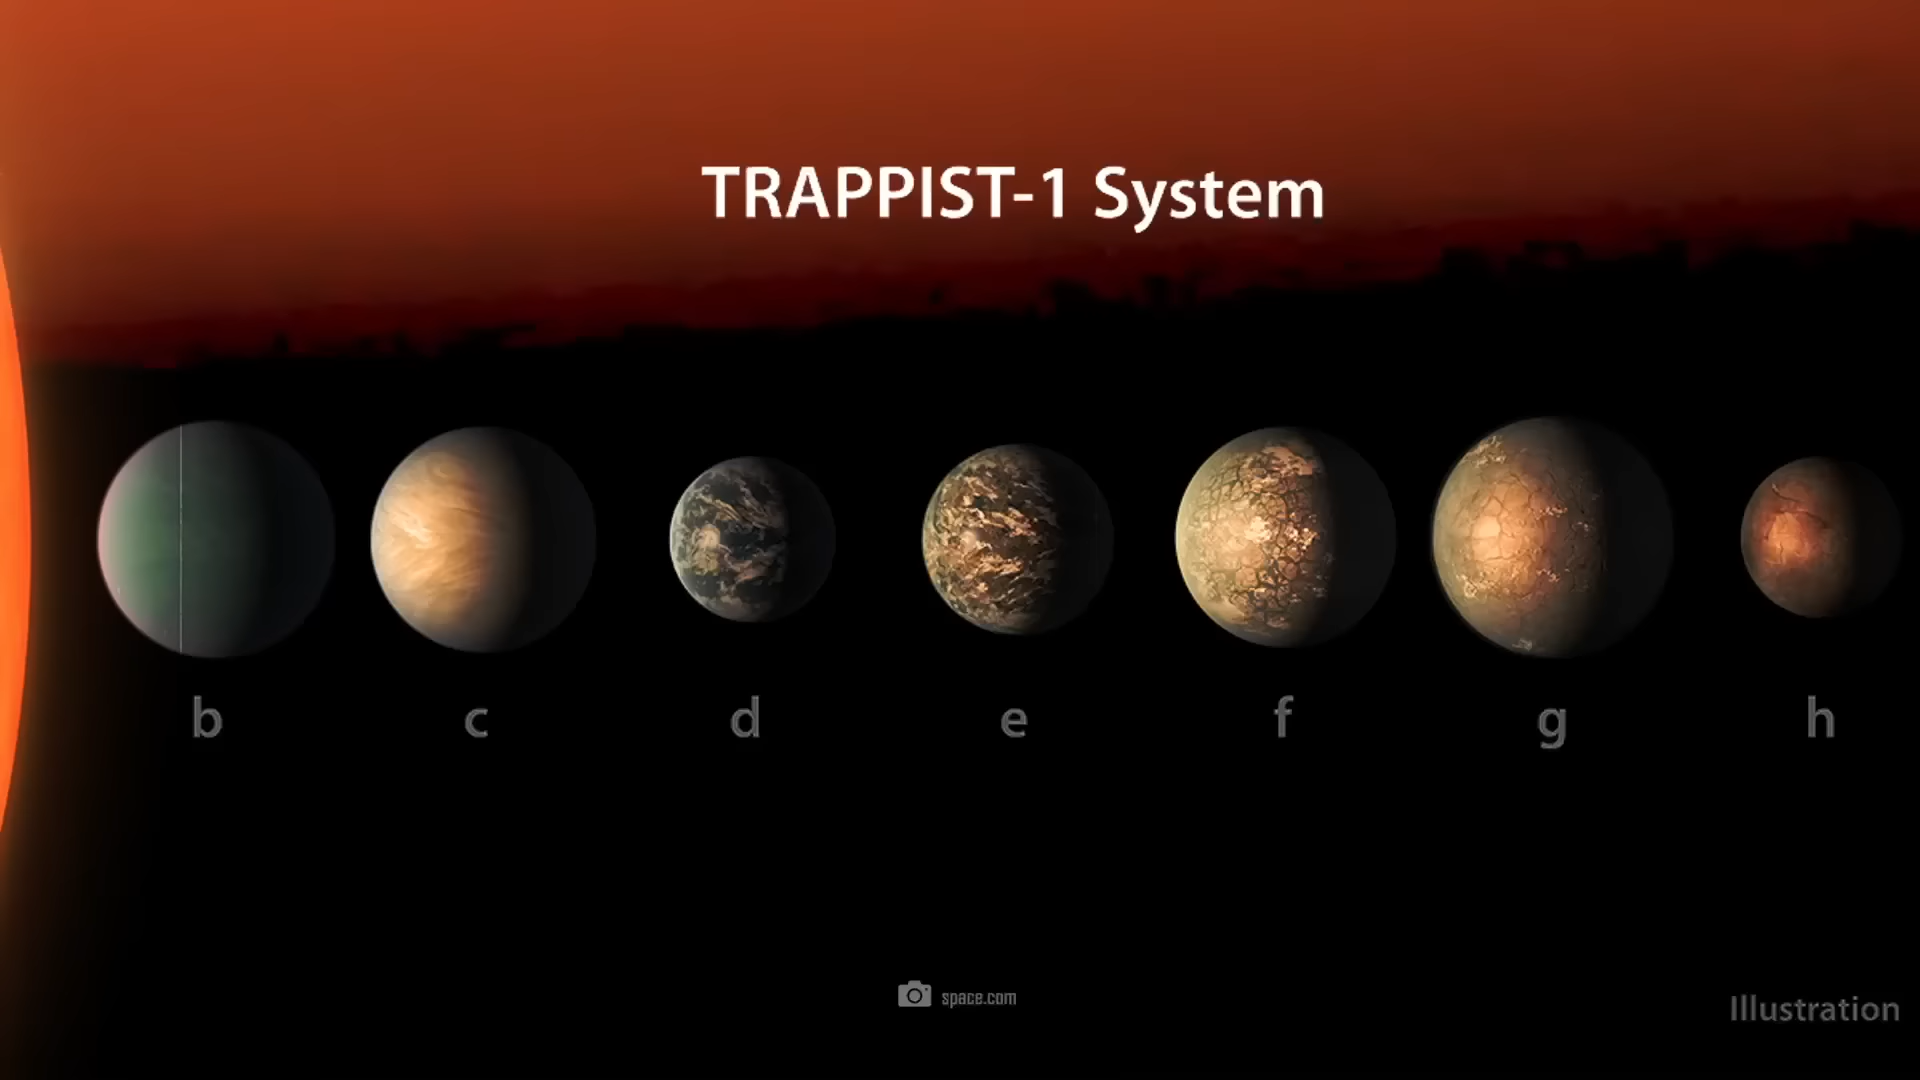 TRAPPIST-1 System
b c d e f g h
space.com
Illustration